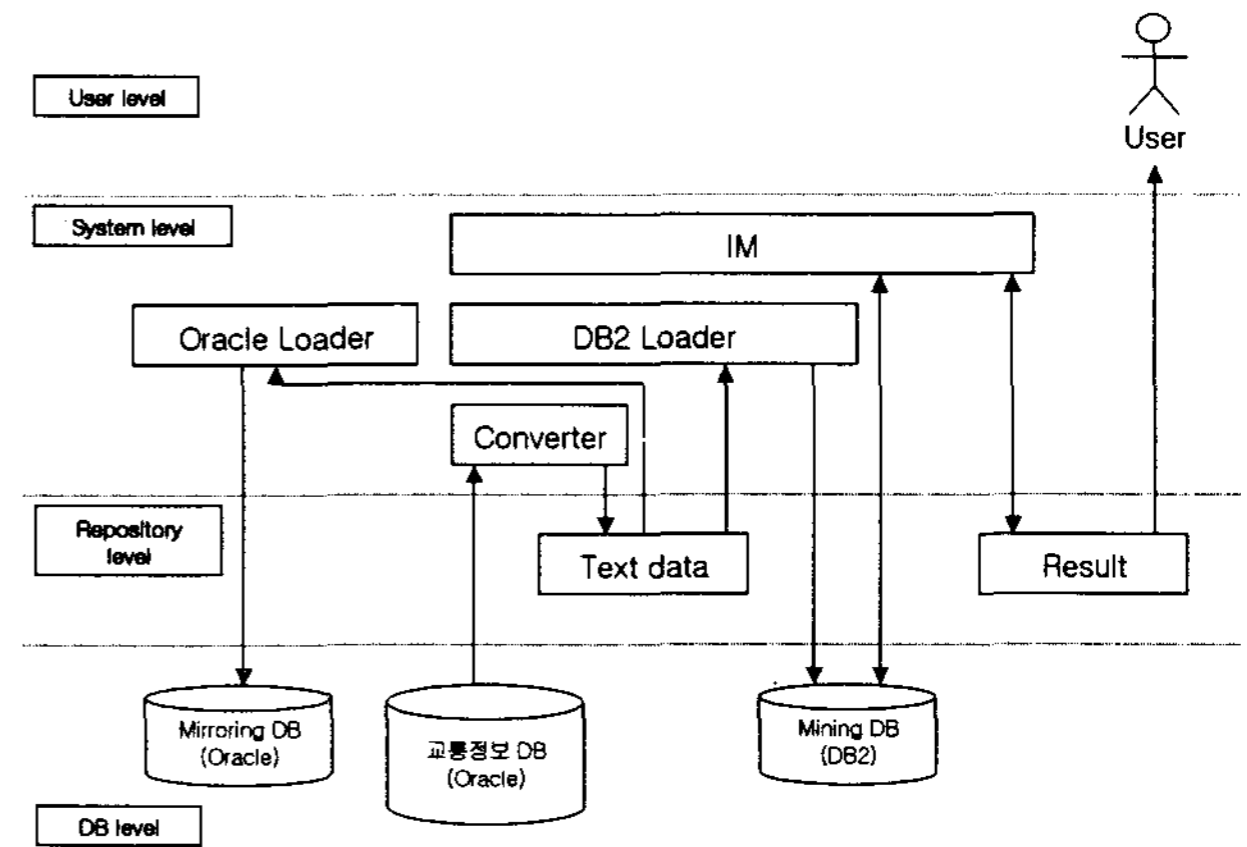 User level
User
System level
IM
Oracle Loader
DB2 Loader
Converter
Repository
level
Text data
Result
Mirroring DB
(Oracle)
교통정보 DB
(Oracle)
Mining DB
(DB2)
DB level